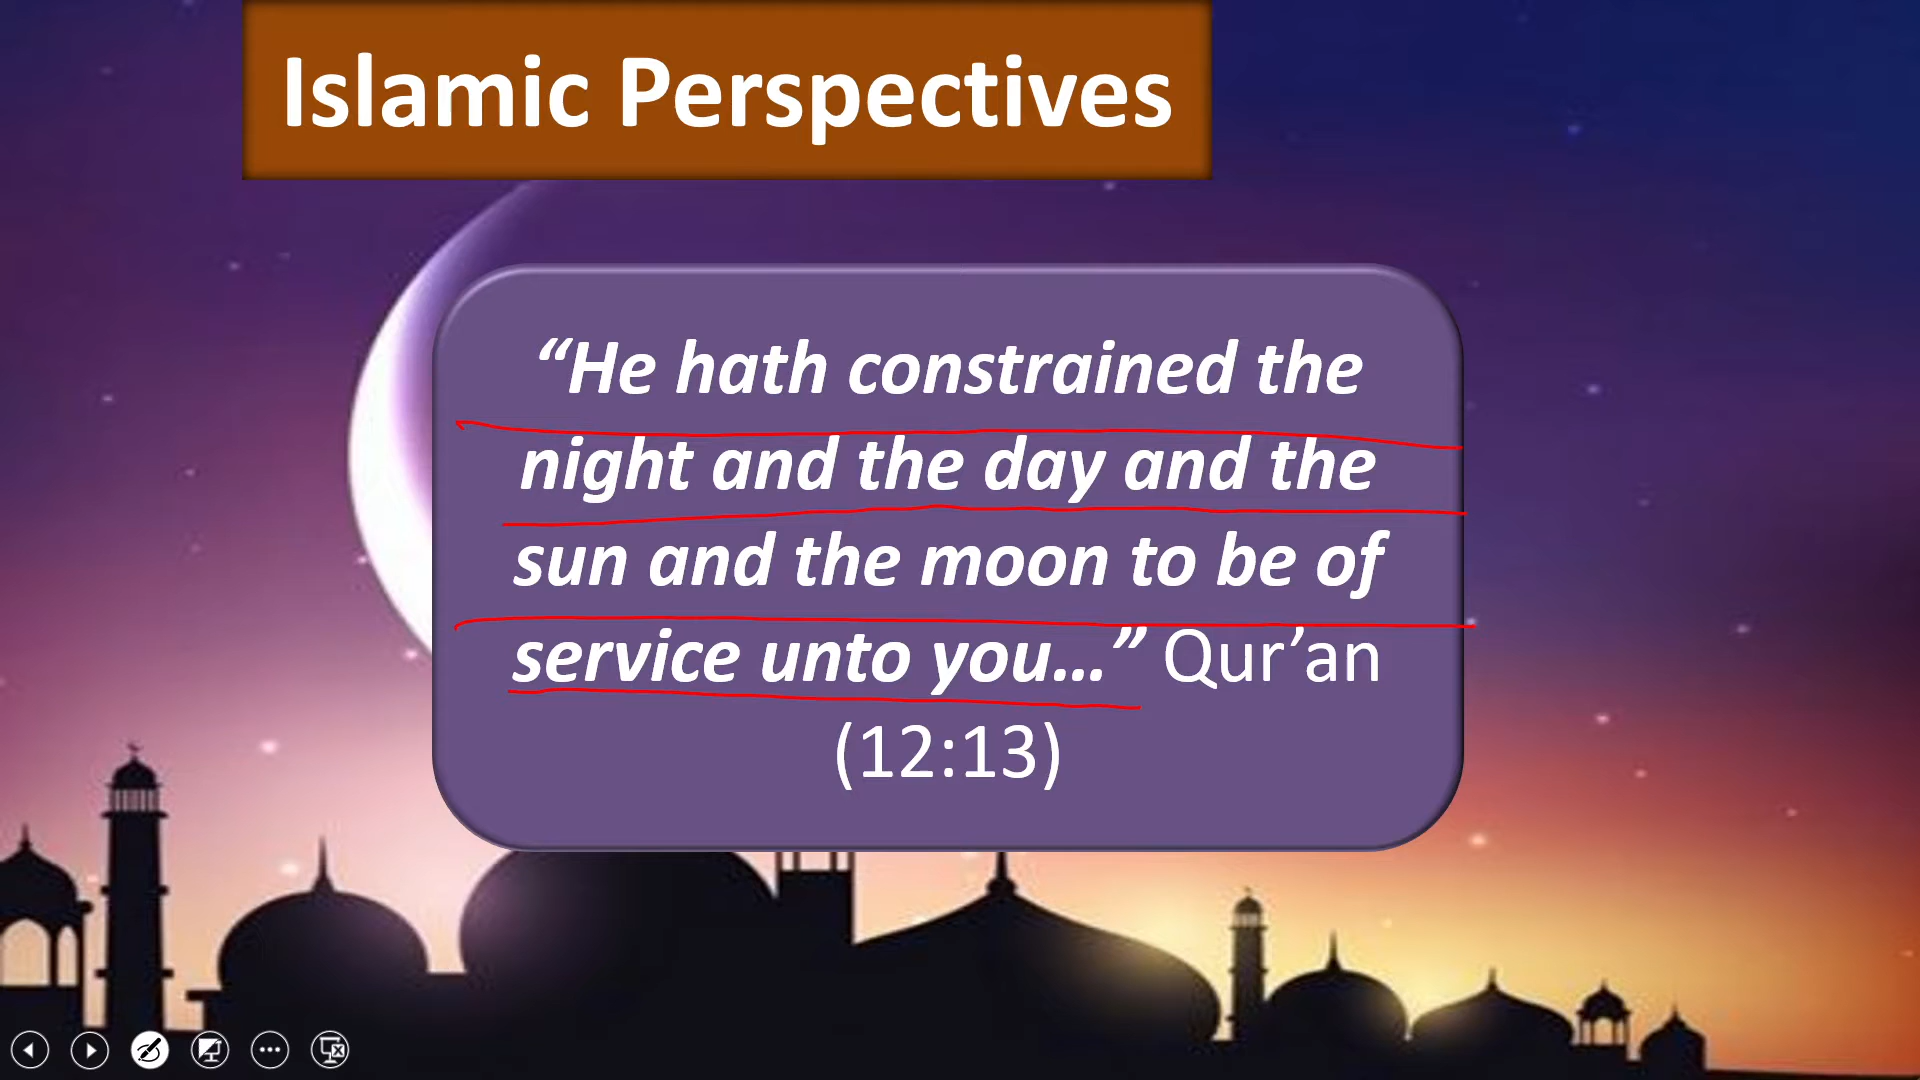 Islamic Perspectives
“He hath constrained the
night and the day and the
sun and the moon to be of
service unto you…” Qur’an
(12:13)